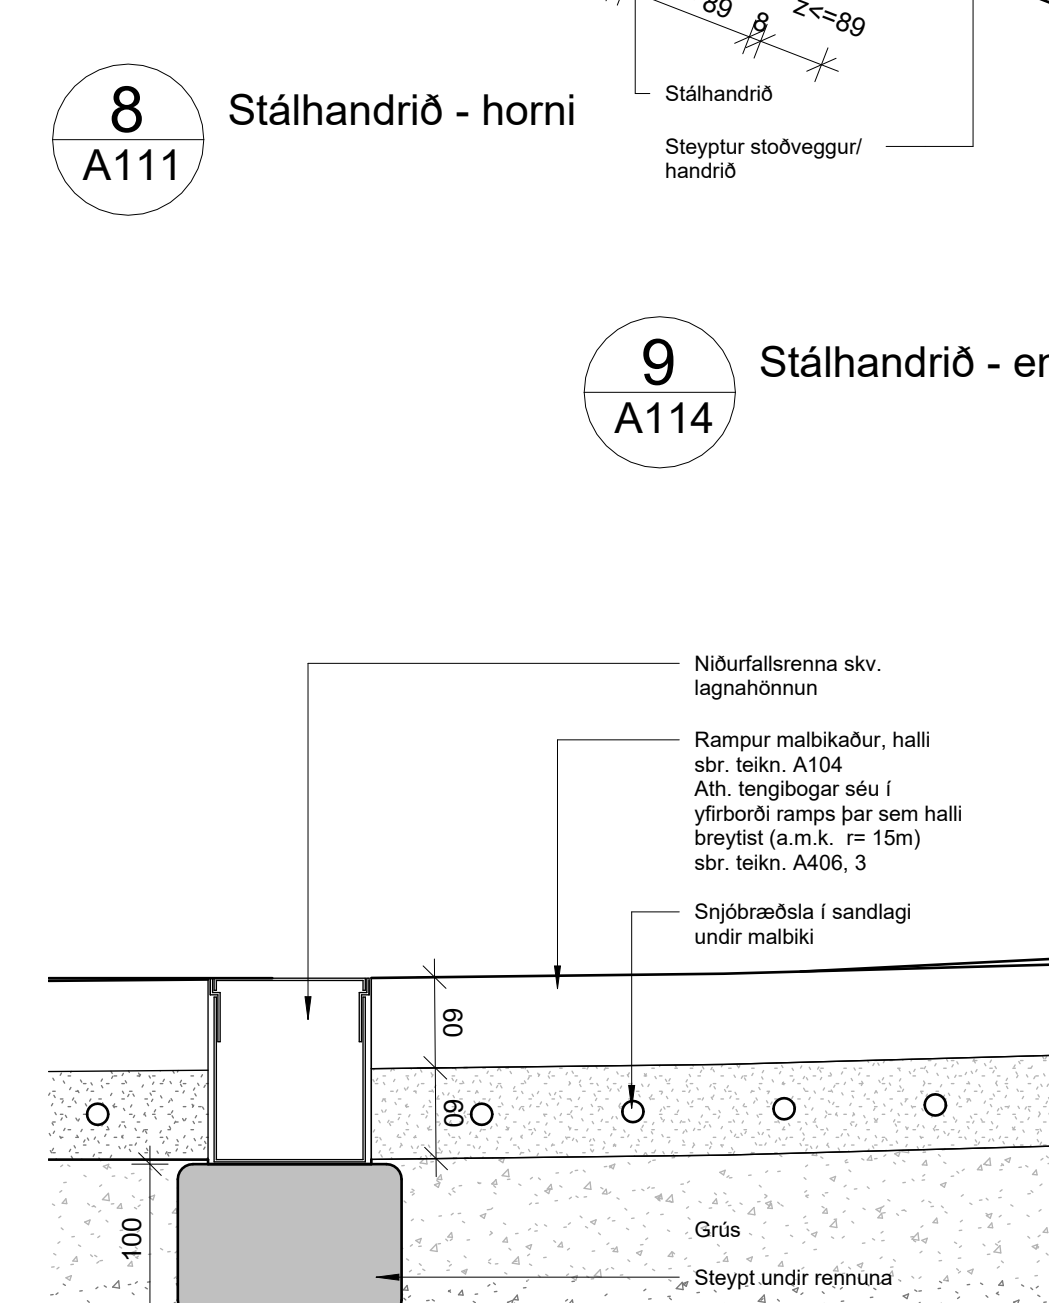 89 8 z<=89
Stálhandrið
Steyptur stoðveggur/
handrið
8
A111
Stálhandrið - horni
9
A114
Stálhandrið -
Niðurfallsrenna skv.
lagnahönnun
Rampur malbikaður, halli
sbr. teikn. A104
Ath. tengibogar séu í
yfirborði ramps þar sem halli
breytist (a.m.k. r= 15m)
sbr. teikn. A406, 3
Snjóbræðsla í sandlagi
undir malbiki
60
60
100
Grús
Steypt undir rennuna